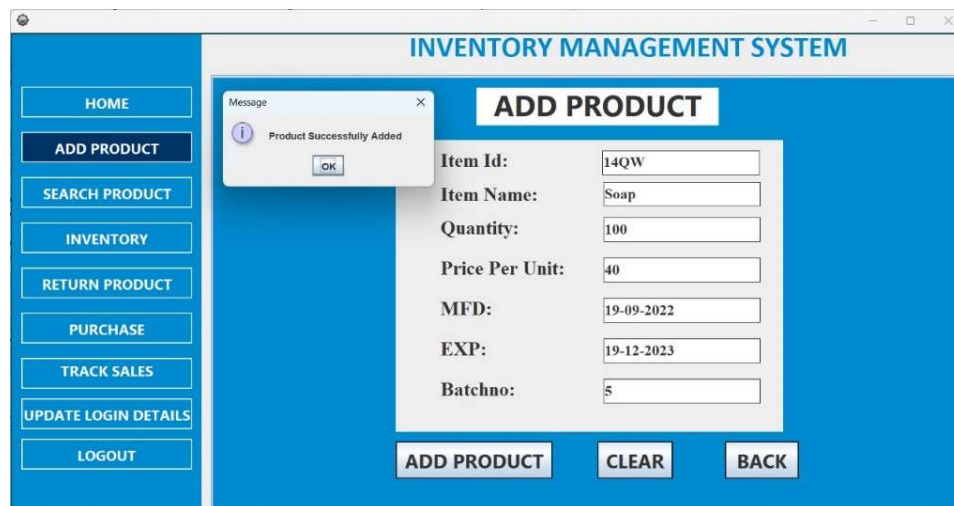 INVENTORY MANAGEMENT SYSTEM
HOME
ADD PRODUCT
SEARCH PRODUCT
INVENTORY
RETURN PRODUCT
PURCHASE
TRACK SALES
UPDATE LOGIN DETAILS
LOGOUT
Message
Product Successfully Added
OK
ADD PRODUCT
Item Id: 14QW
Item Name: Soap
Quantity: 100
Price Per Unit: 40
MFD: 19-09-2022
EXP: 19-12-2023
Batchno: 5
ADD PRODUCT CLEAR BACK